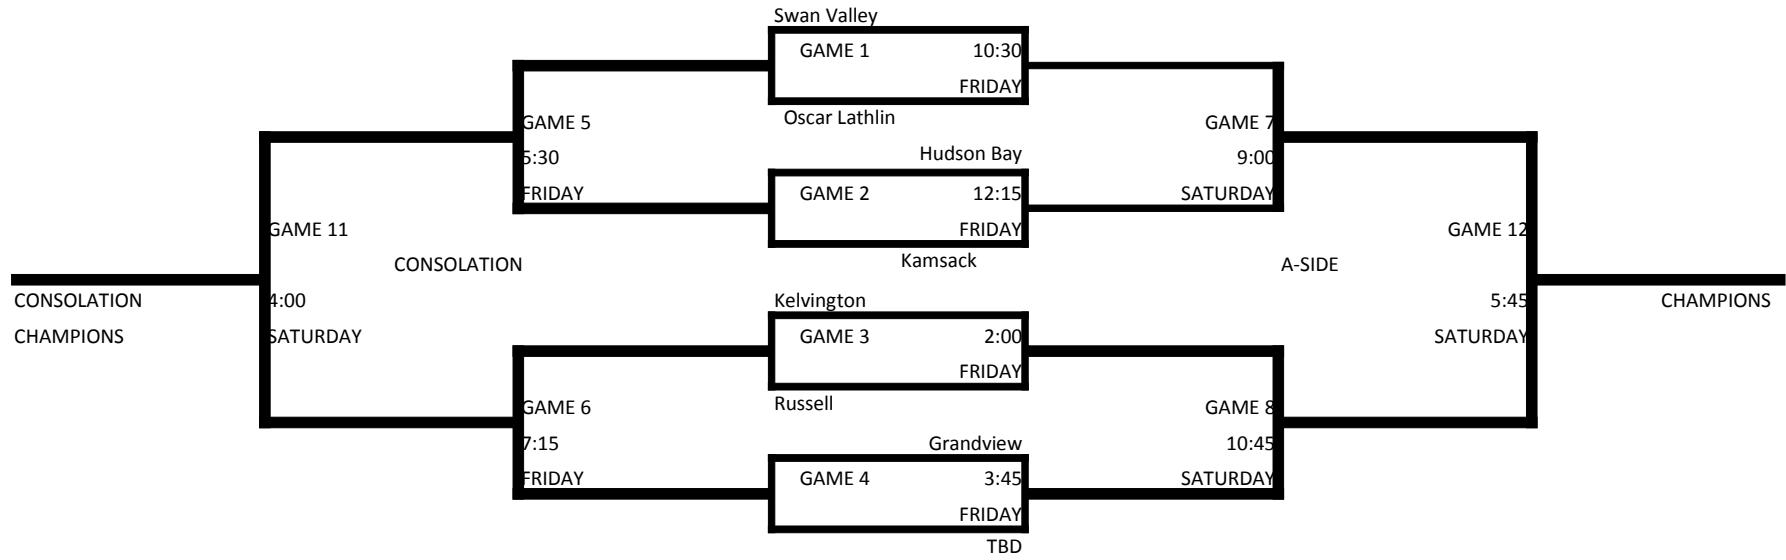 Swan Valley
GAME 1 10:30
FRIDAY
Oscar Lathlin
GAME 5
5:30
FRIDAY
Hudson Bay
GAME 2 12:15
FRIDAY
Kamsack
GAME 7
9:00
SATURDAY
GAME 11
4:00
SATURDAY
CONSOLATION
CONSOLATION
CHAMPIONS
A-SIDE
GAME 12
5:45
SATURDAY
CHAMPIONS
Kelvington
GAME 3 2:00
FRIDAY
Russell
GAME 6
7:15
FRIDAY
Grandview
GAME 4 3:45
FRIDAY
TBD
GAME 8
10:45
SATURDAY